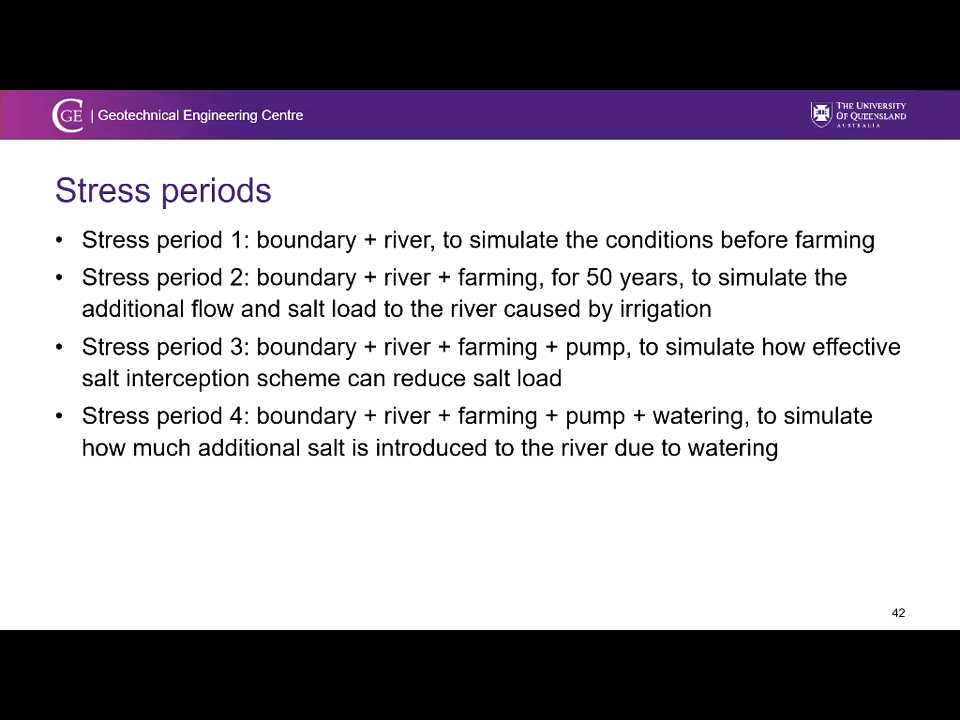 GE | Geotechnical Engineering Centre
THE UNIVERSITY
OF QUEENSLAND
AUSTRALIA
Stress periods
• Stress period 1: boundary + river, to simulate the conditions before farming
• Stress period 2: boundary + river + farming, for 50 years, to simulate the
additional flow and salt load to the river caused by irrigation
• Stress period 3: boundary + river + farming + pump, to simulate how effective
salt interception scheme can reduce salt load
• Stress period 4: boundary + river + farming + pump + watering, to simulate
how much additional salt is introduced to the river due to watering
42